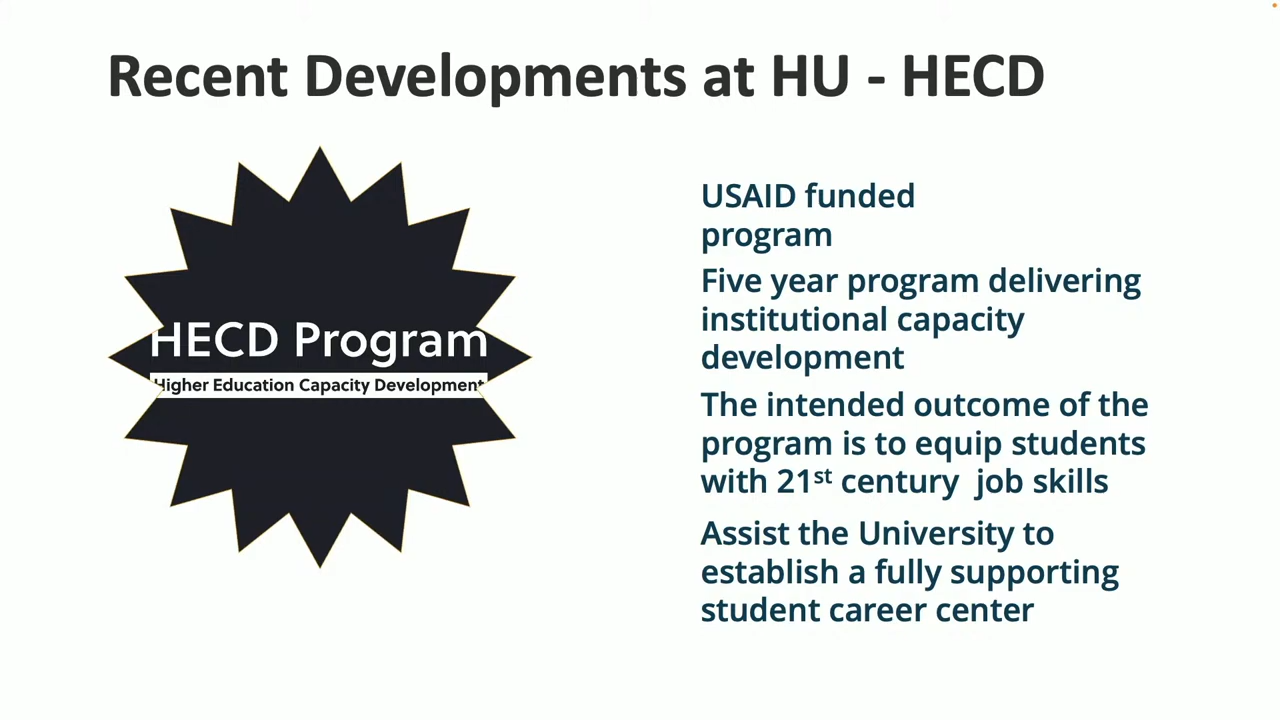 Recent Developments at HU - HECD
HECD Program
Higher Education Capacity Development
USAID funded
program
Five year program delivering
institutional capacity
development
The intended outcome of the
program is to equip students
with 21st century job skills
Assist the University to
establish a fully supporting
student career center